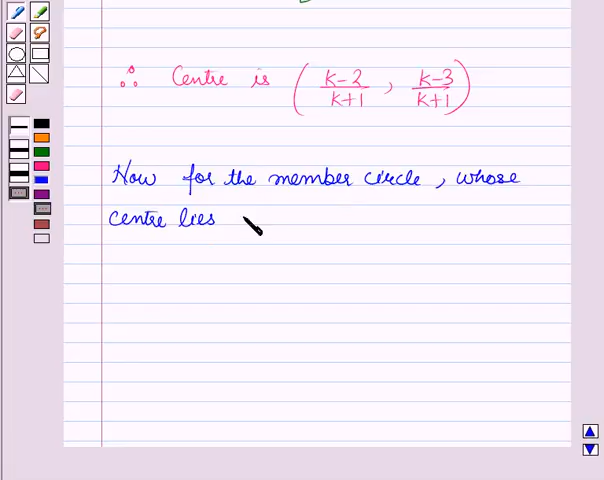 ∴ Centre is ( k-2/k+1 , k-3/k+1 )
Now for the member circle, whose
centre lies